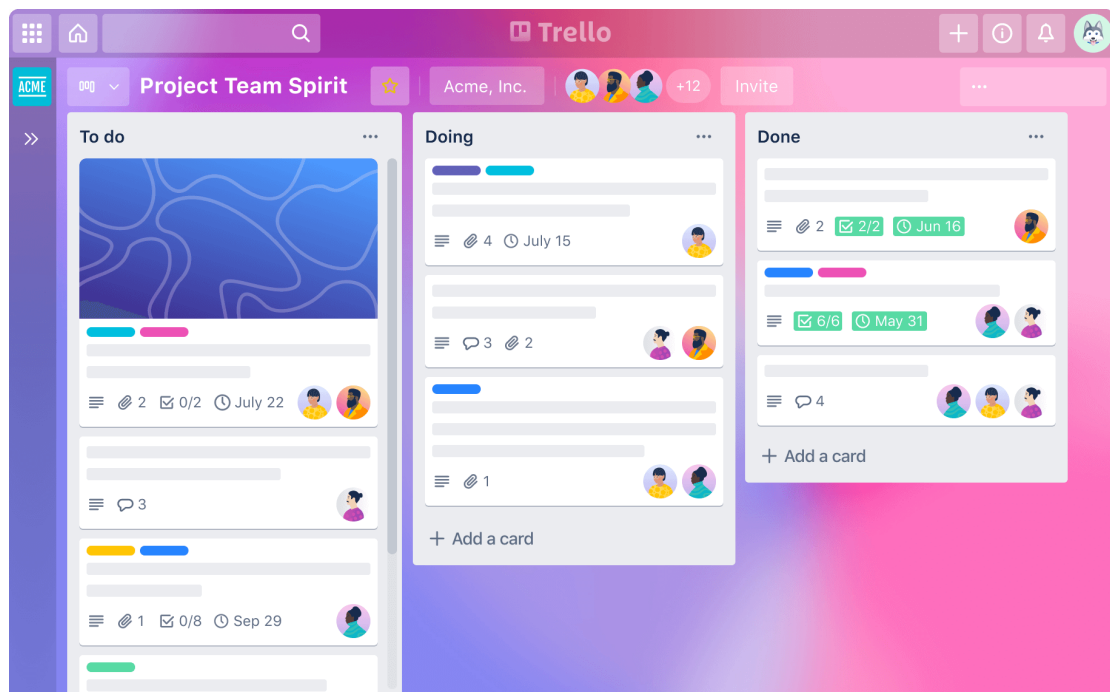 Trello
ACME
Project Team Spirit
Acme, Inc.
+12
Invite
To do
2
0/2
July 22
3
1
0/8
Sep 29
Doing
4
July 15
3
2
1
+ Add a card
Done
2
2/2
Jun 16
6/6
May 31
4
+ Add a card